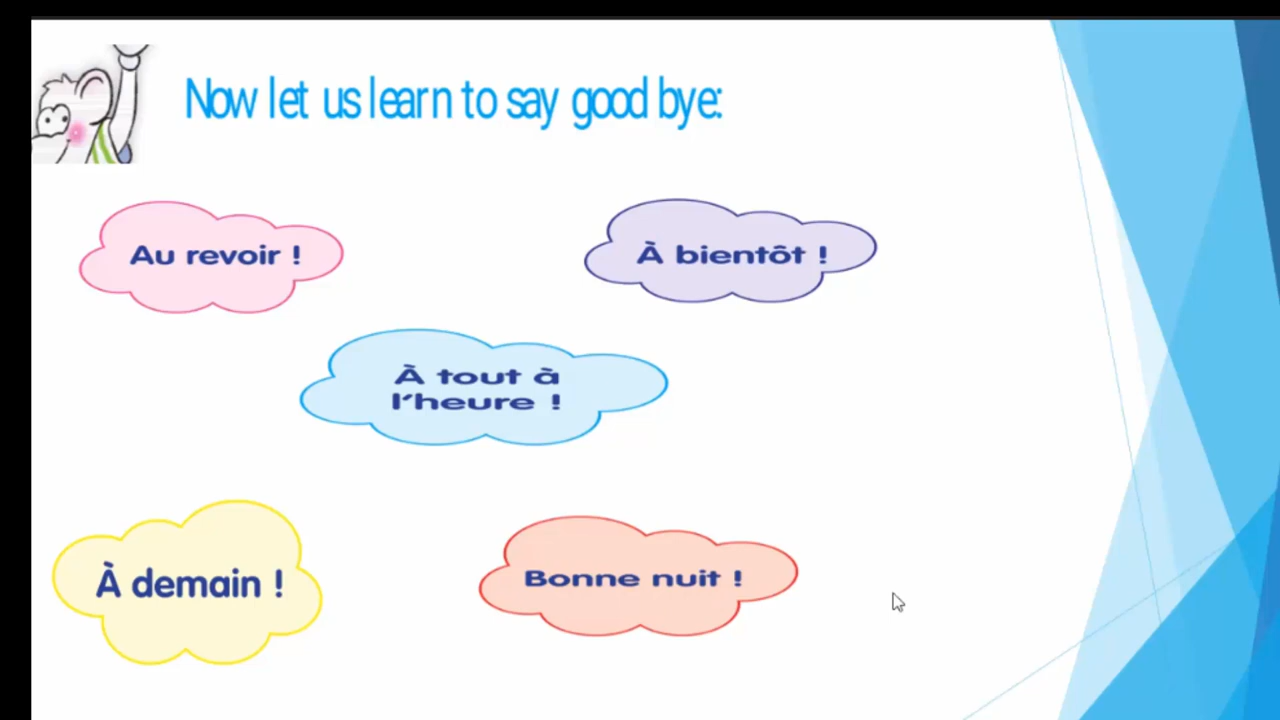 Now let us learn to say good bye:
Au revoir !
À bientôt !
À tout à
l'heure !
À demain !
Bonne nuit !